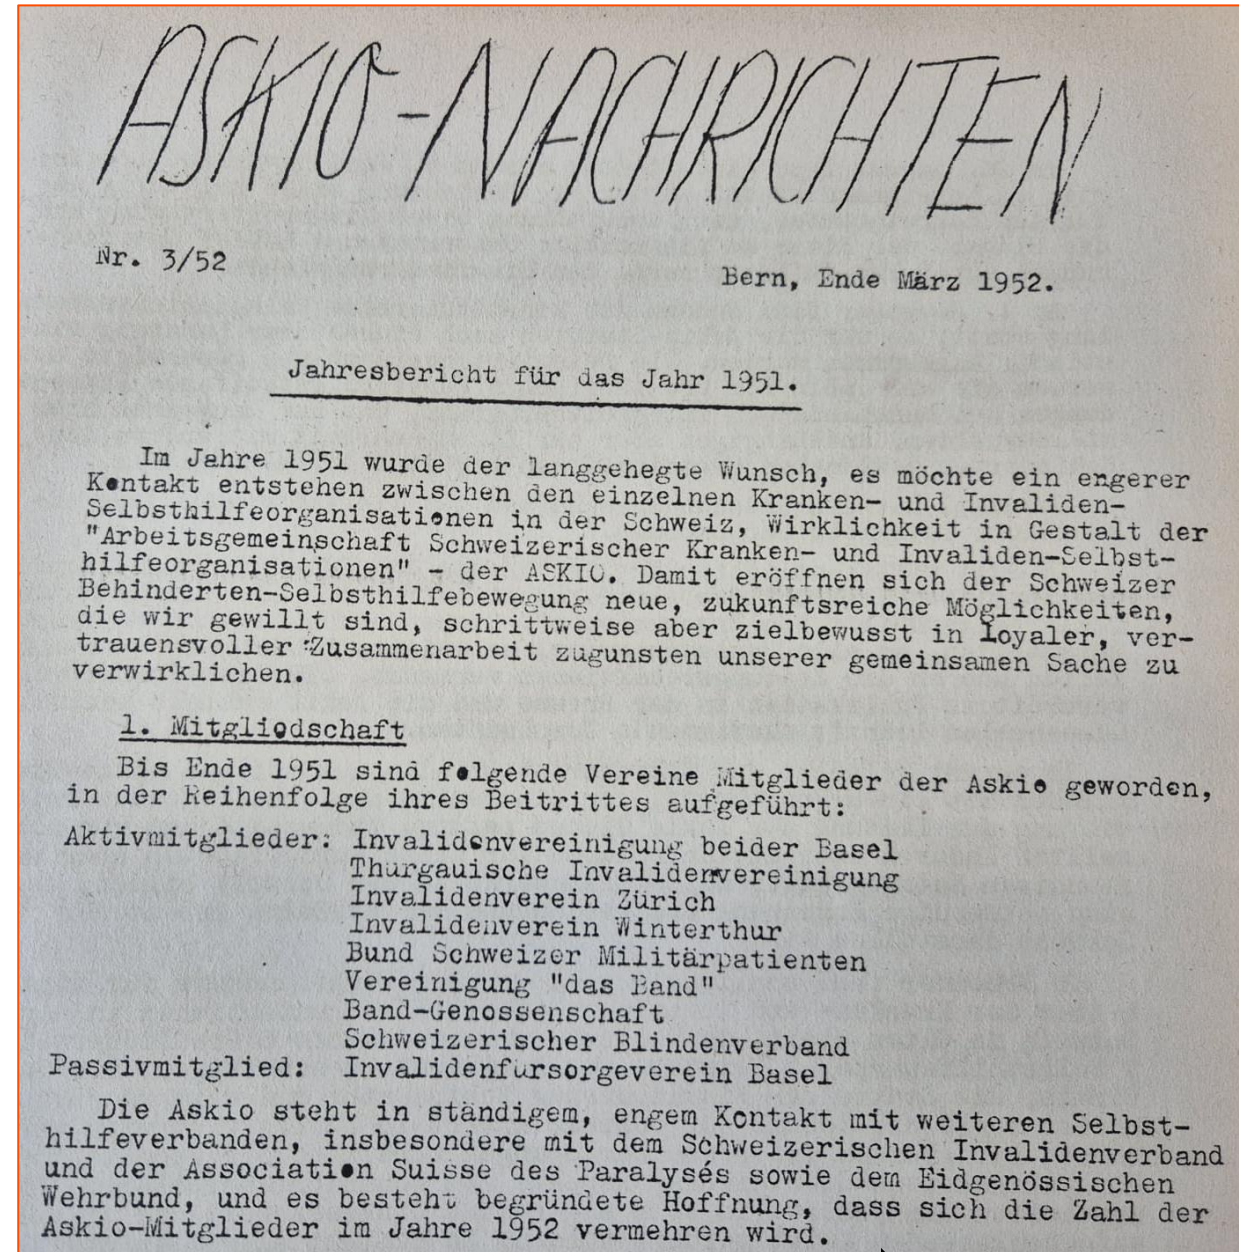 ASKIO-NACHRICHTEN
Nr. 3/52
Bern, Ende März 1952.
Jahresbericht für das Jahr 1951.
Im Jahre 1951 wurde der langgehegte Wunsch, es möchte ein engerer
Kontakt entstehen zwischen den einzelnen Kranken- und Invaliden-
Selbsthilfeorganisationen in der Schweiz, Wirklichkeit in Gestalt der
"Arbeitsgemeinschaft Schweizerischer Kranken- und Invaliden-Selbst-
hilfeorganisationen" - der ASKIO. Damit eröffnen sich der Schweizer
Behinderten-Selbsthilfebewegung neue, zukunftsreiche Möglichkeiten,
die wir gewillt sind, schrittweise aber zielbewusst in loyaler, ver-
trauensvoller Zusammenarbeit zugunsten unserer gemeinsamen Sache zu
verwirklichen.
1. Mitgliedschaft
Bis Ende 1951 sind folgende Vereine Mitglieder der Askio geworden,
in der Reihenfolge ihres Beitrittes aufgeführt:
Aktivmitglieder: Invalidenvereinigung beider Basel
Thurgauische Invalidenvereinigung
Invalidenverein Zürich
Invalidenverein Winterthur
Bund Schweizer Militärpatienten
Vereinigung "das Band"
Band-Genossenschaft
Schweizerischer Blindenverband
Passivmitglied: Invalidenfürsorgeverein Basel
Die Askio steht in ständigem, engem Kontakt mit weiteren Selbst-
hilfeverbanden, insbesondere mit dem Schweizerischen Invalidenverband
und der Association Suisse des Paralysés sowie dem Eidgenössischen
Wehrbund, und es besteht begründete Hoffnung, dass sich die Zahl der
Askio-Mitglieder im Jahre 1952 vermehren wird.